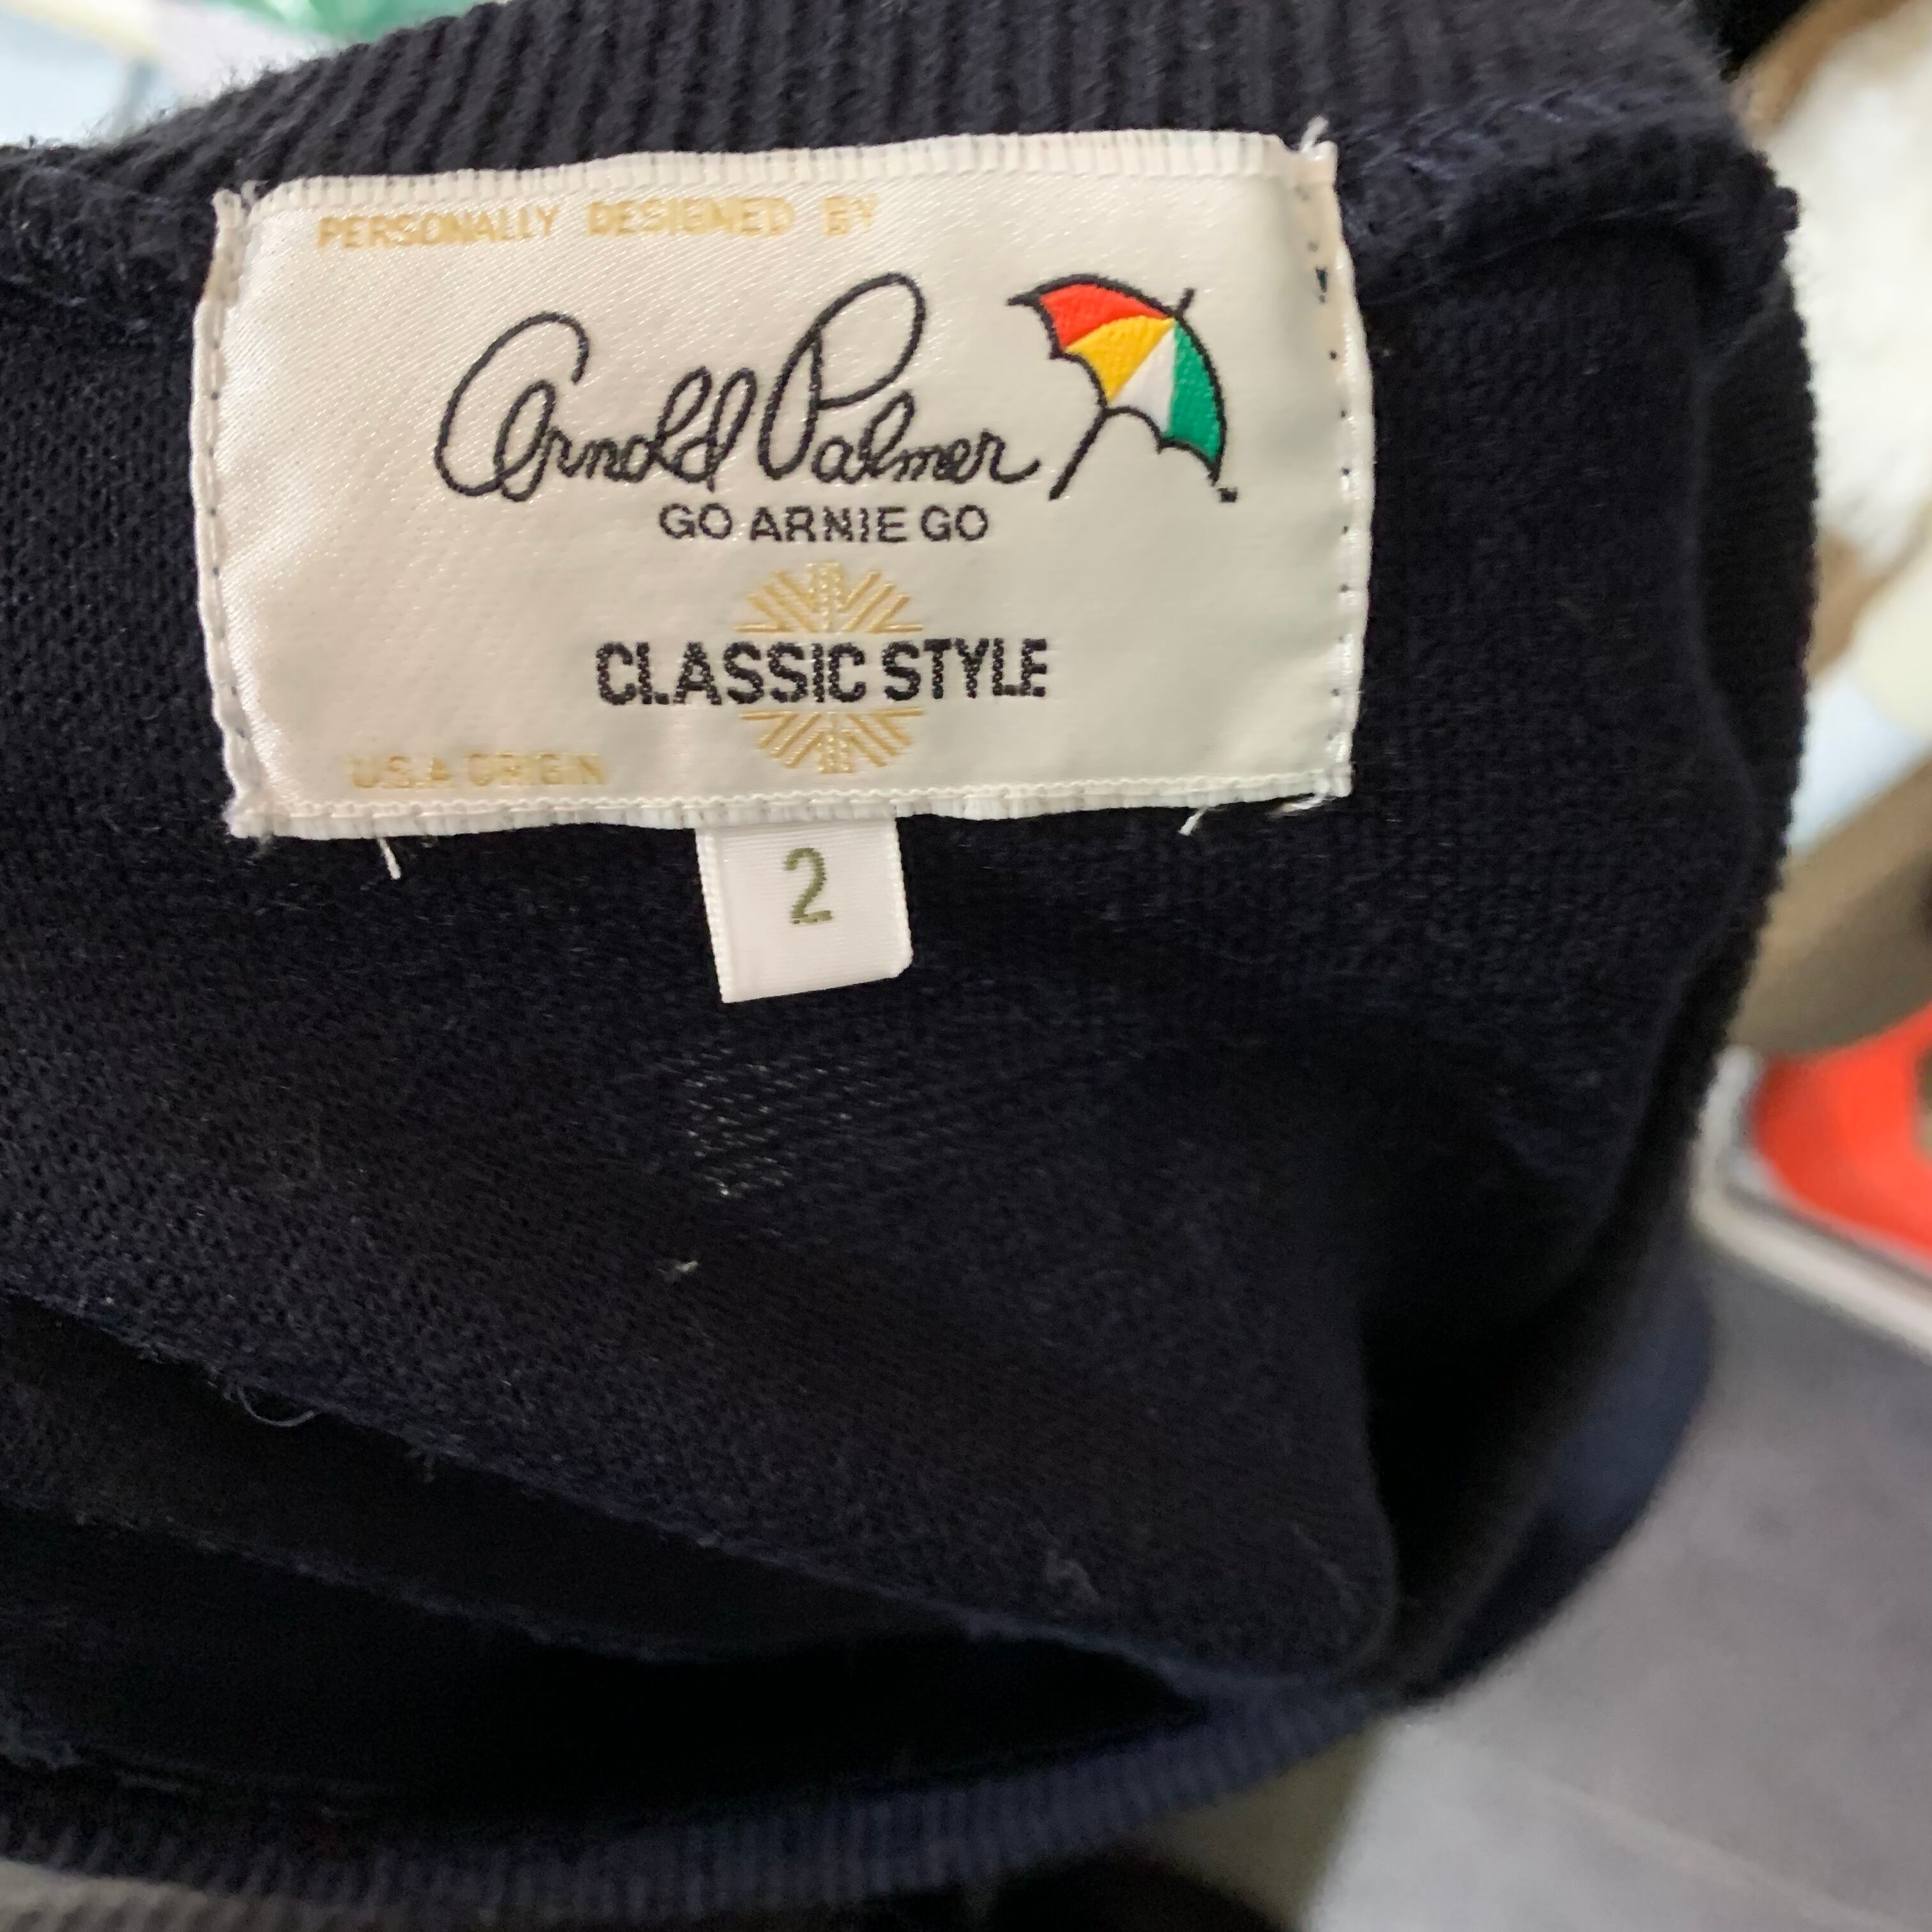 PERSONALLY DESIGNED BY
Arnold Palmer
GO ARNIE GO
CLASSIC STYLE
U.S.A ORIGIN
2